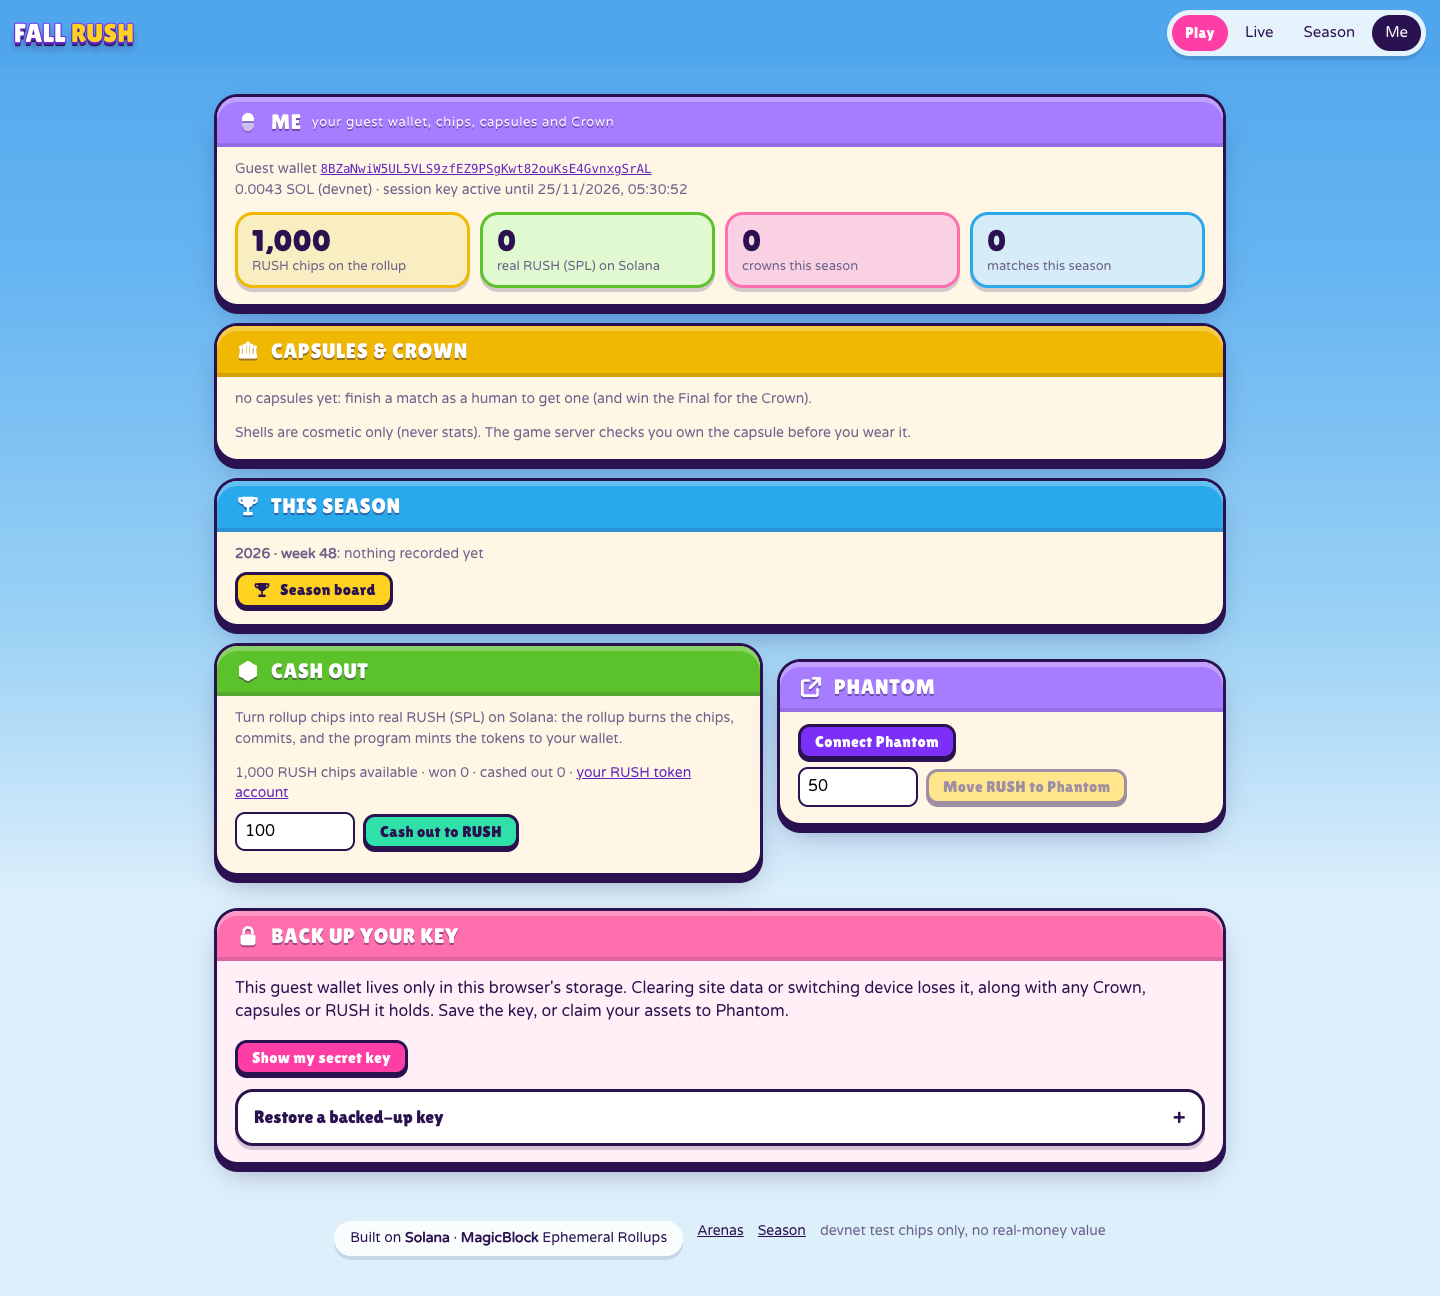 FALL RUSH
Play Live Season Me
ME your guest wallet, chips, capsules and Crown
Guest wallet 8BZaNwiW5UL5VLS9zfEZ9PSgKwt82ouKsE4GvnxgSrAL
0.0043 SOL (devnet) · session key active until 25/11/2026, 05:30:52
1,000
RUSH chips on the rollup
0
real RUSH (SPL) on Solana
0
crowns this season
0
matches this season
CAPSULES & CROWN
no capsules yet: finish a match as a human to get one (and win the Final for the Crown).
Shells are cosmetic only (never stats). The game server checks you own the capsule before you wear it.
THIS SEASON
2026 · week 48: nothing recorded yet
Season board
CASH OUT
Turn rollup chips into real RUSH (SPL) on Solana: the rollup burns the chips,
commits, and the program mints the tokens to your wallet.
1,000 RUSH chips available · won 0 · cashed out 0 · your RUSH token
account
100 Cash out to RUSH
PHANTOM
Connect Phantom
50 Move RUSH to Phantom
BACK UP YOUR KEY
This guest wallet lives only in this browser's storage. Clearing site data or switching device loses it, along with any Crown,
capsules or RUSH it holds. Save the key, or claim your assets to Phantom.
Show my secret key
Restore a backed-up key +
Built on Solana · MagicBlock Ephemeral Rollups Arenas Season devnet test chips only, no real-money value